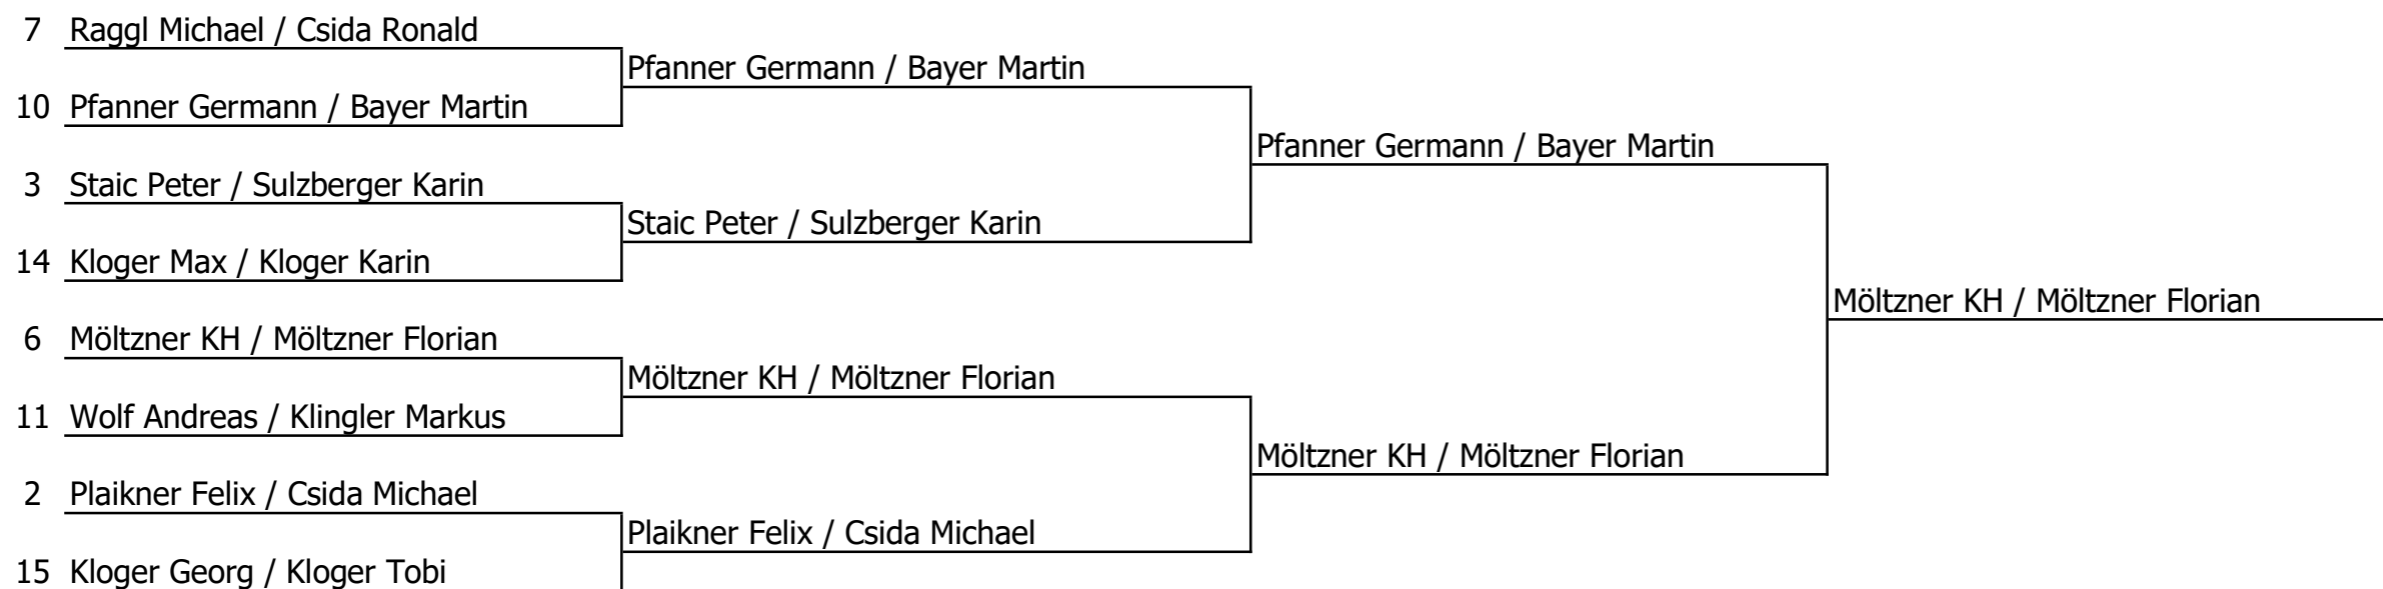 7 Raggl Michael / Csida Ronald
Pfanner Germann / Bayer Martin
10 Pfanner Germann / Bayer Martin
Pfanner Germann / Bayer Martin
3 Staic Peter / Sulzberger Karin
Staic Peter / Sulzberger Karin
14 Kloger Max / Kloger Karin
Möltzner KH / Möltzner Florian
6 Möltzner KH / Möltzner Florian
Möltzner KH / Möltzner Florian
11 Wolf Andreas / Klingler Markus
Möltzner KH / Möltzner Florian
2 Plaikner Felix / Csida Michael
Plaikner Felix / Csida Michael
15 Kloger Georg / Kloger Tobi